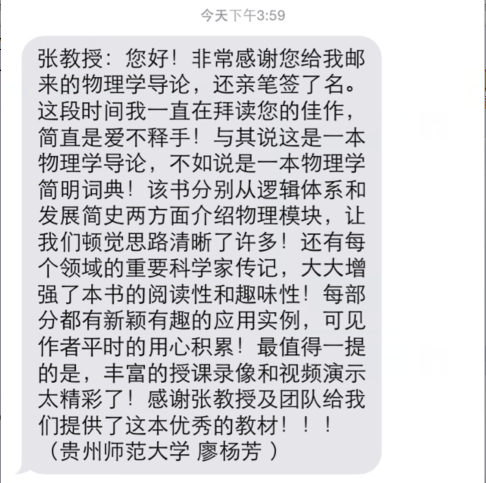 今天下午3:59
张教授：您好！非常感谢您给我邮
来的物理学导论，还亲笔签了名。
这段时间我一直在拜读您的佳作，
简直是爱不释手！与其说这是一本
物理学导论，不如说是一本物理学
简明词典！该书分别从逻辑体系和
发展简史两方面介绍物理模块，让
我们顿觉思路清晰了许多！还有每
个领域的重要科学家传记，大大增
强了本书的阅读性和趣味性！每部
分都有新颖有趣的应用实例，可见
作者平时的用心积累！最值得一提
的是，丰富的授课录像和视频演示
太精彩了！感谢张教授及团队给我
们提供了这本优秀的教材！！！
（贵州师范大学 廖杨芳 ）